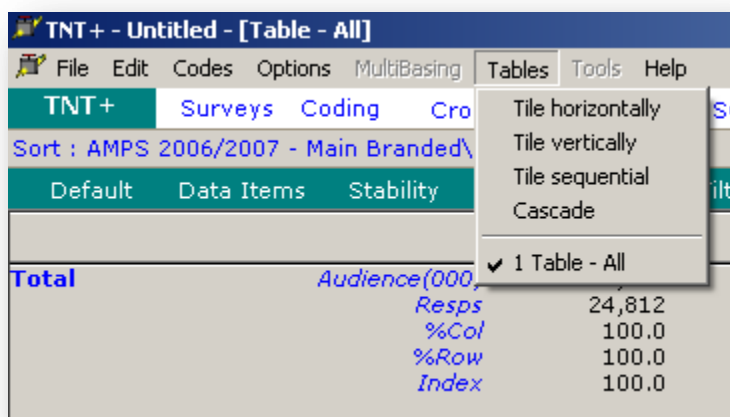 TNT+ - Untitled - [Table - All]
File Edit Codes Options MultiBasing Tables Tools Help
TNT+ Surveys Coding Cro
Tile horizontally
Tile vertically
Tile sequential
Cascade
1 Table - All
Sort : AMPS 2006/2007 - Main Branded\
Default Data Items Stability
Total Audience(000)
Resps 24,812
%Col 100.0
%Row 100.0
Index 100.0